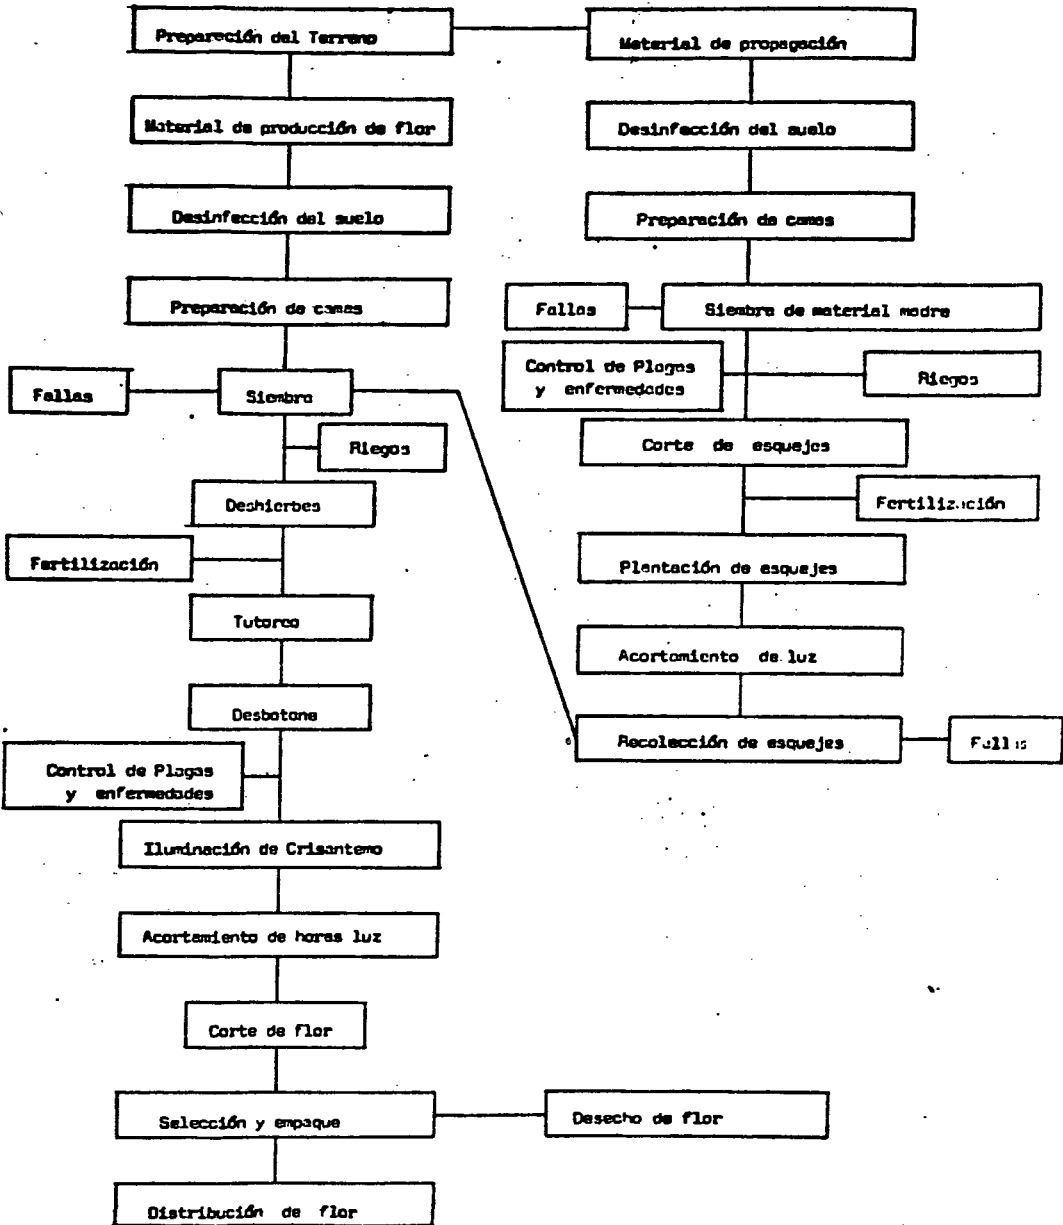 Preparación del Terreno
Material de producción de flor
Desinfección del suelo
Preparación de camas
Fallas
Siembra
Riegos
Deshierbes
Fertilización
Tutoreo
Desbotone
Control de Plagas
y enfermedades
Iluminación de Crisantemo
Acortamiento de horas luz
Corte de flor
Selección y empaque
Desecho de flor
Distribución de flor
Material de propagación
Desinfección del suelo
Preparación de camas
Fallas
Siembra de material madre
Control de Plagas
y enfermedades
Riegos
Corte de esquejes
Fertilización
Plantación de esquejes
Acortamiento de luz
Recolección de esquejes
Fallas